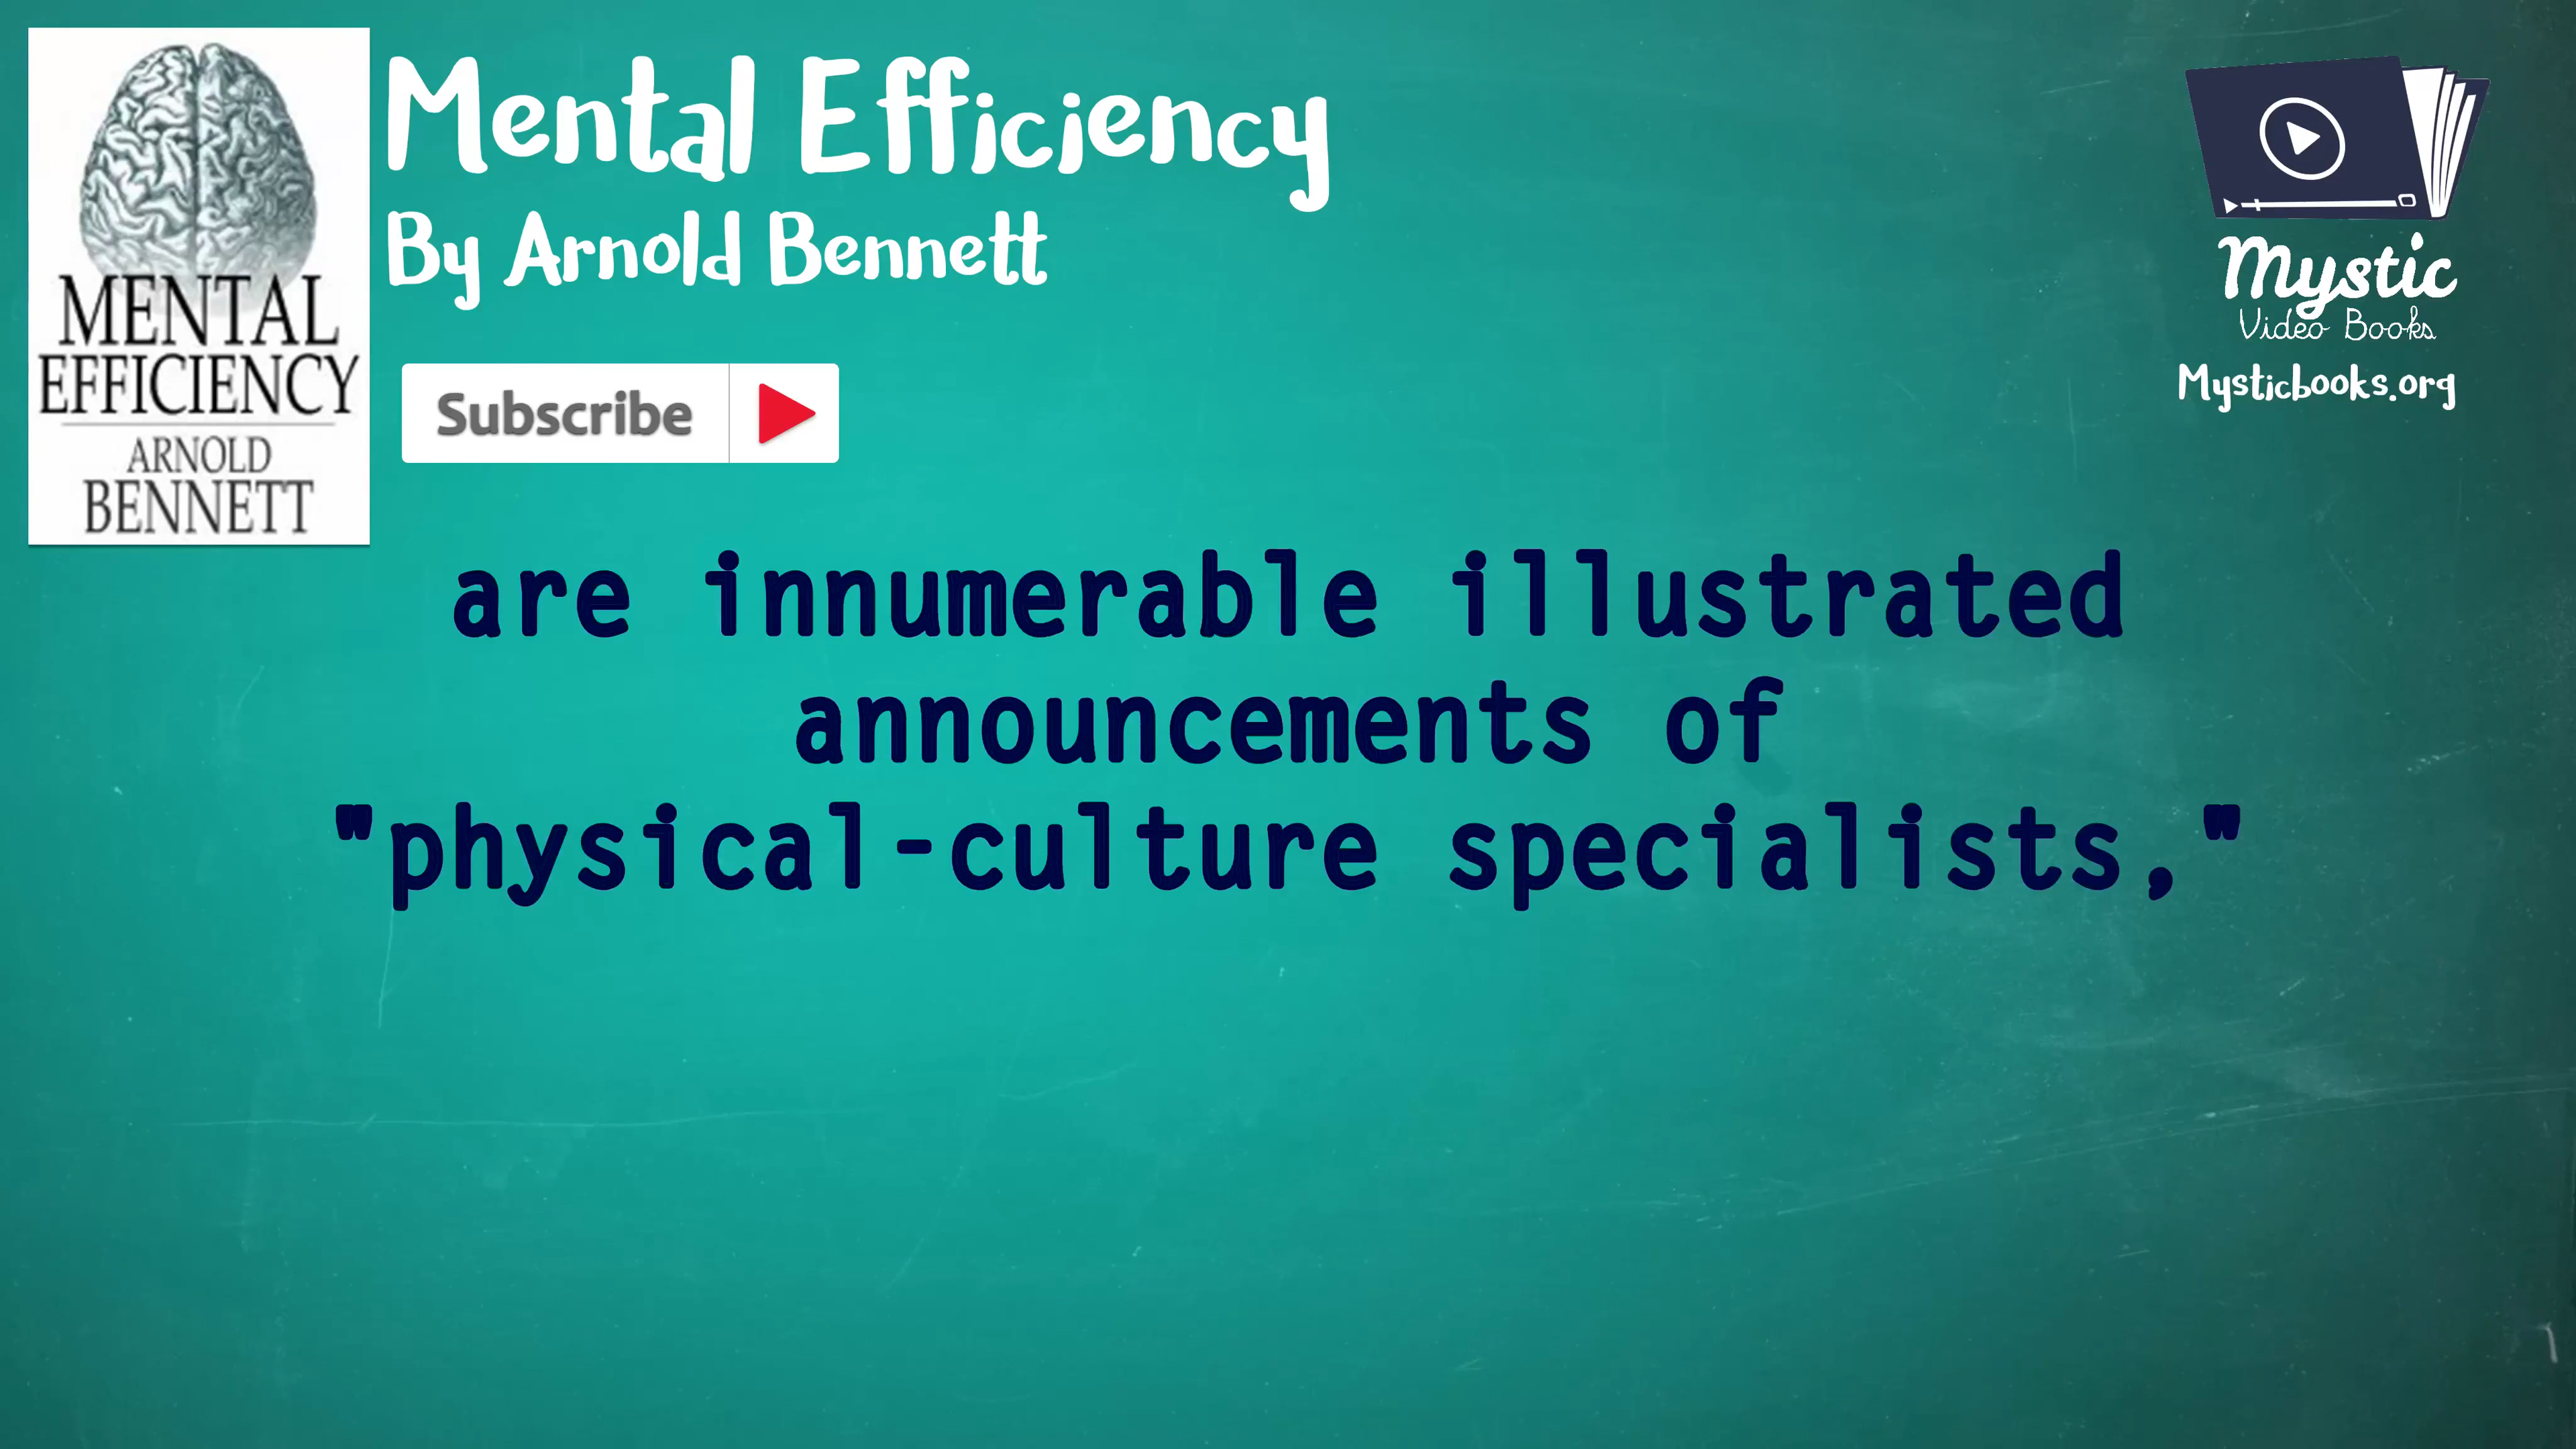 MENTAL
EFFICIENCY
ARNOLD
BENNETT
Mental Efficiency
By Arnold Bennett
Subscribe
Mystic
Video Books
Mysticbooks.org
are innumerable illustrated
announcements of
"physical-culture specialists,"